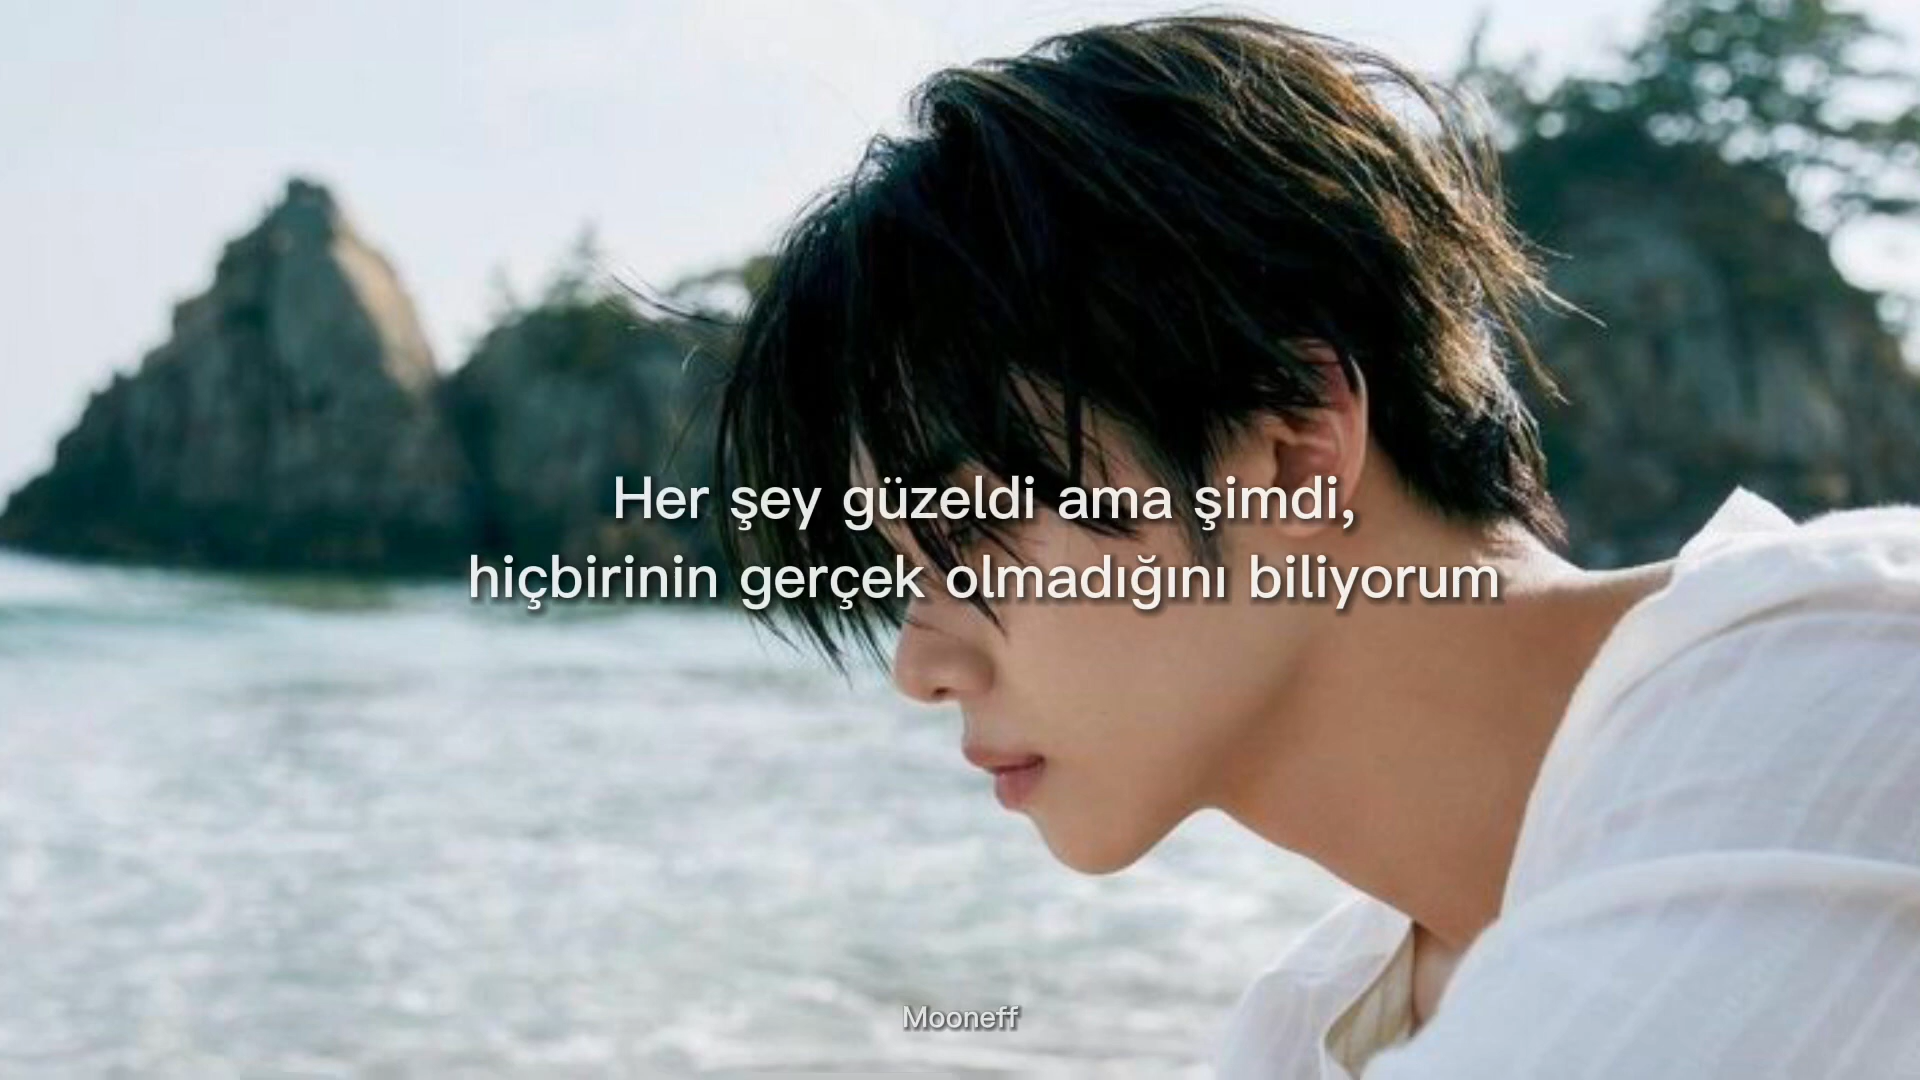 Her şey güzeldi ama şimdi,
hiçbirinin gerçek olmadığını biliyorum
Mooneff